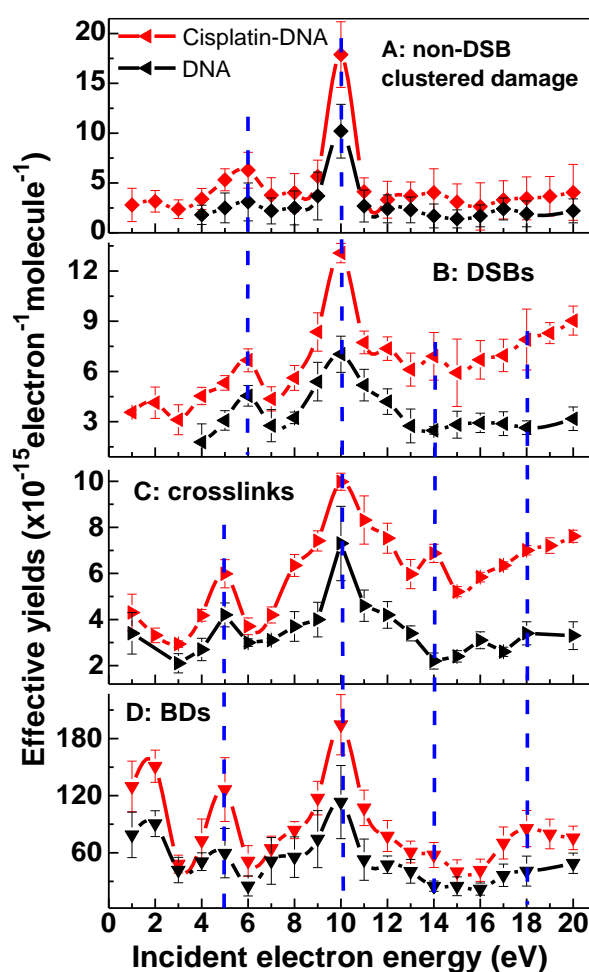 Effective yields (x10⁻¹⁵electron⁻¹molecule⁻¹)
Cisplatin-DNA
DNA
A: non-DSB
clustered damage
20
15
10
5
0
B: DSBs
12
9
6
3
C: crosslinks
10
8
6
4
2
D: BDs
180
120
60
0 2 4 6 8 10 12 14 16 18 20
Incident electron energy (eV)